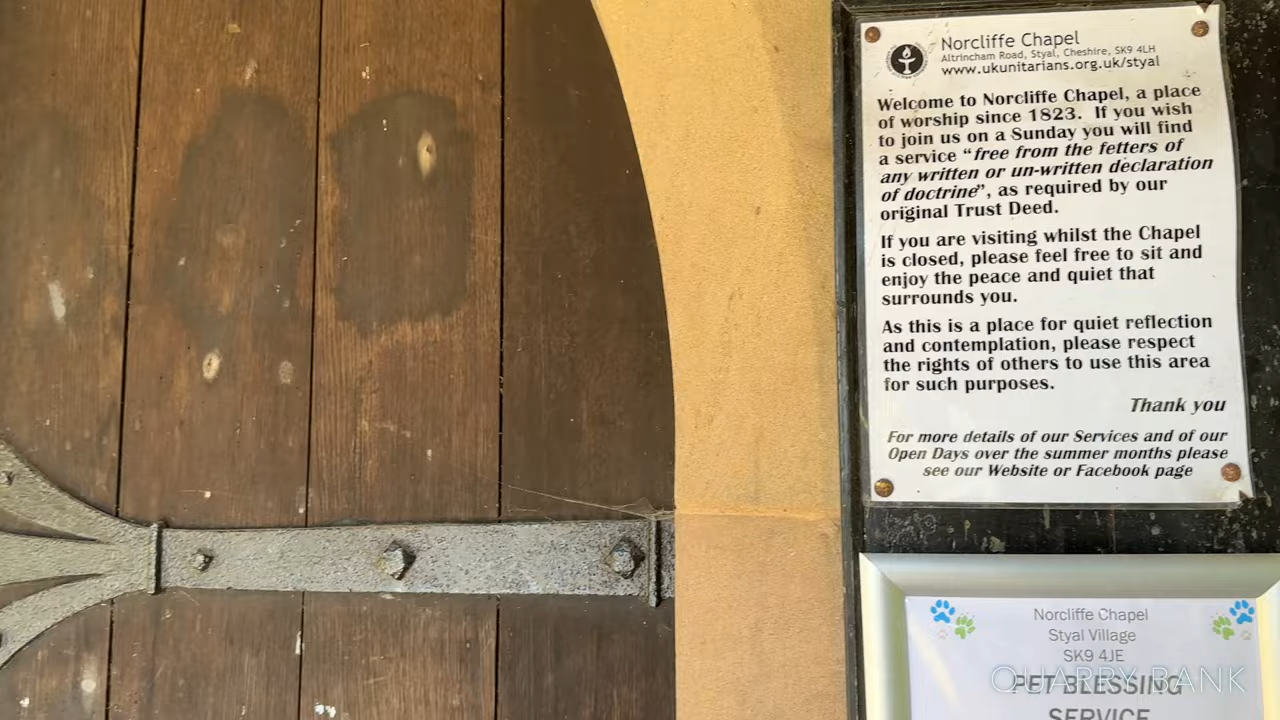 Norcliffe Chapel
Altrincham Road, Styal, Cheshire, SK9 4LH
www.ukunitarians.org.uk/styal
Welcome to Norcliffe Chapel, a place
of worship since 1823. If you wish
to join us on a Sunday you will find
a service "free from the fetters of
any written or un-written declaration
of doctrine", as required by our
original Trust Deed.
If you are visiting whilst the Chapel
is closed, please feel free to sit and
enjoy the peace and quiet that
surrounds you.
As this is a place for quiet reflection
and contemplation, please respect
the rights of others to use this area
for such purposes.
Thank you
For more details of our Services and of our
Open Days over the summer months please
see our Website or Facebook page
Norcliffe Chapel
Styal Village
SK9 4JE
PET BLESSING
SERVICE
QUARRY BANK